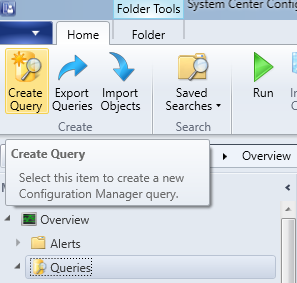 Folder Tools
System Center Confi
Home
Folder
Create
Query
Export
Queries
Import
Objects
Saved
Searches
Run
Create
Search
Create Query
Select this item to create a new
Configuration Manager query.
Overview
Overview
Alerts
Queries